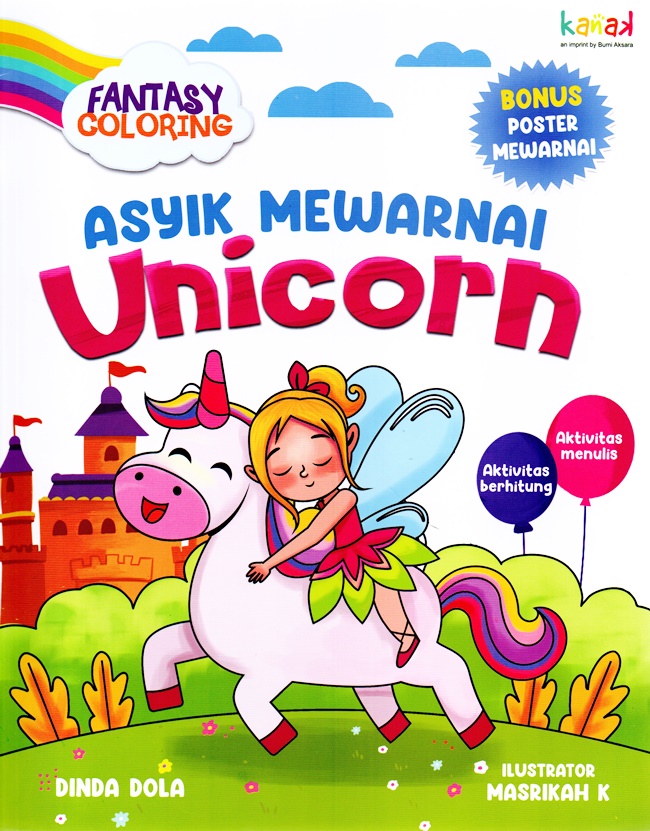 kanak
an imprint by Bumi Aksara
FANTASY
COLORING
BONUS
POSTER
MEWARNAI
ASYIK MEWARNAI
Unicorn
Aktivitas
menulis
Aktivitas
berhitung
DINDA DOLA
ILUSTRATOR
MASRIKAH K